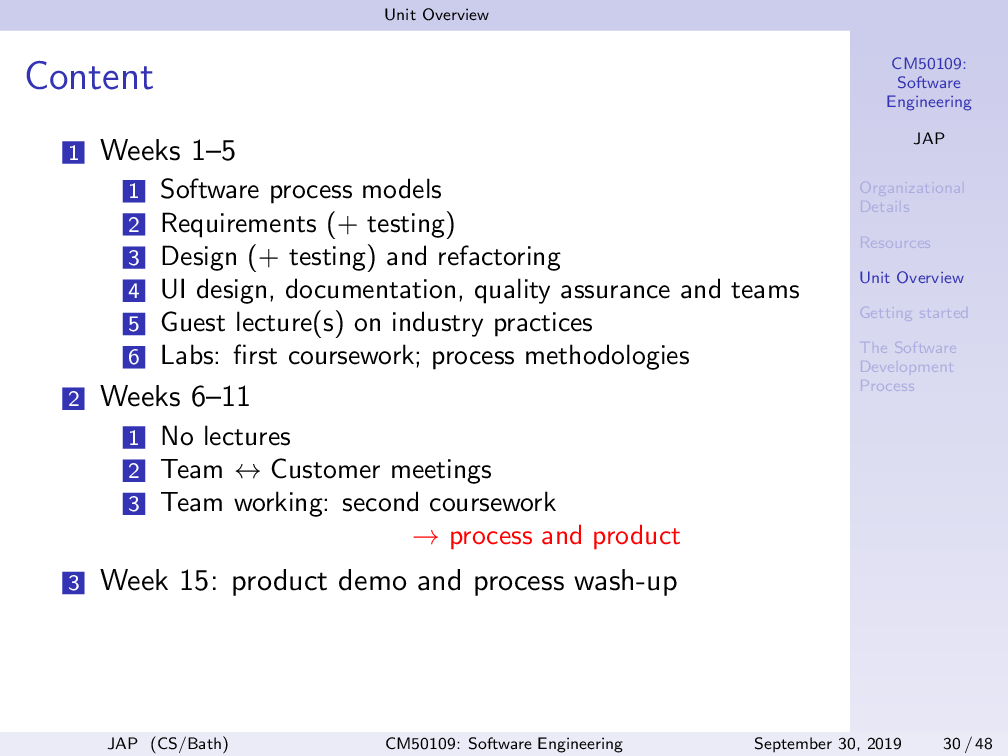 Unit Overview
Content
1 Weeks 1–5
1 Software process models
2 Requirements (+ testing)
3 Design (+ testing) and refactoring
4 UI design, documentation, quality assurance and teams
5 Guest lecture(s) on industry practices
6 Labs: first coursework; process methodologies
2 Weeks 6–11
1 No lectures
2 Team ↔ Customer meetings
3 Team working: second coursework
→ process and product
3 Week 15: product demo and process wash-up
CM50109:
Software
Engineering
JAP
Organizational
Details
Resources
Unit Overview
Getting started
The Software
Development
Process
JAP (CS/Bath)
CM50109: Software Engineering
September 30, 2019
30 / 48